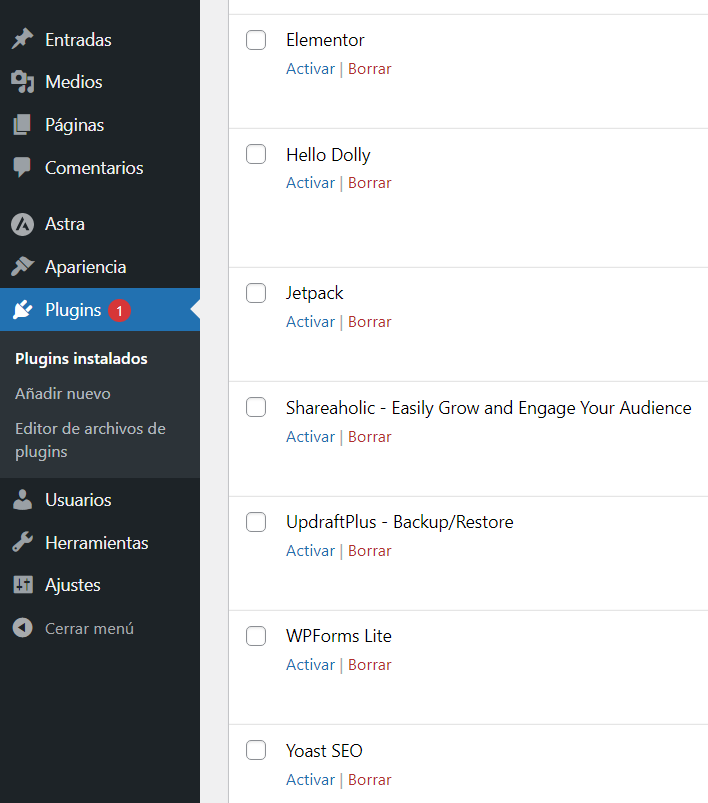 Entradas
Medios
Páginas
Comentarios
Astra
Apariencia
Plugins 1
Plugins instalados
Añadir nuevo
Editor de archivos de
plugins
Usuarios
Herramientas
Ajustes
Cerrar menú
Elementor
Activar | Borrar
Hello Dolly
Activar | Borrar
Jetpack
Activar | Borrar
Shareaholic - Easily Grow and Engage Your Audience
Activar | Borrar
UpdraftPlus - Backup/Restore
Activar | Borrar
WPForms Lite
Activar | Borrar
Yoast SEO
Activar | Borrar